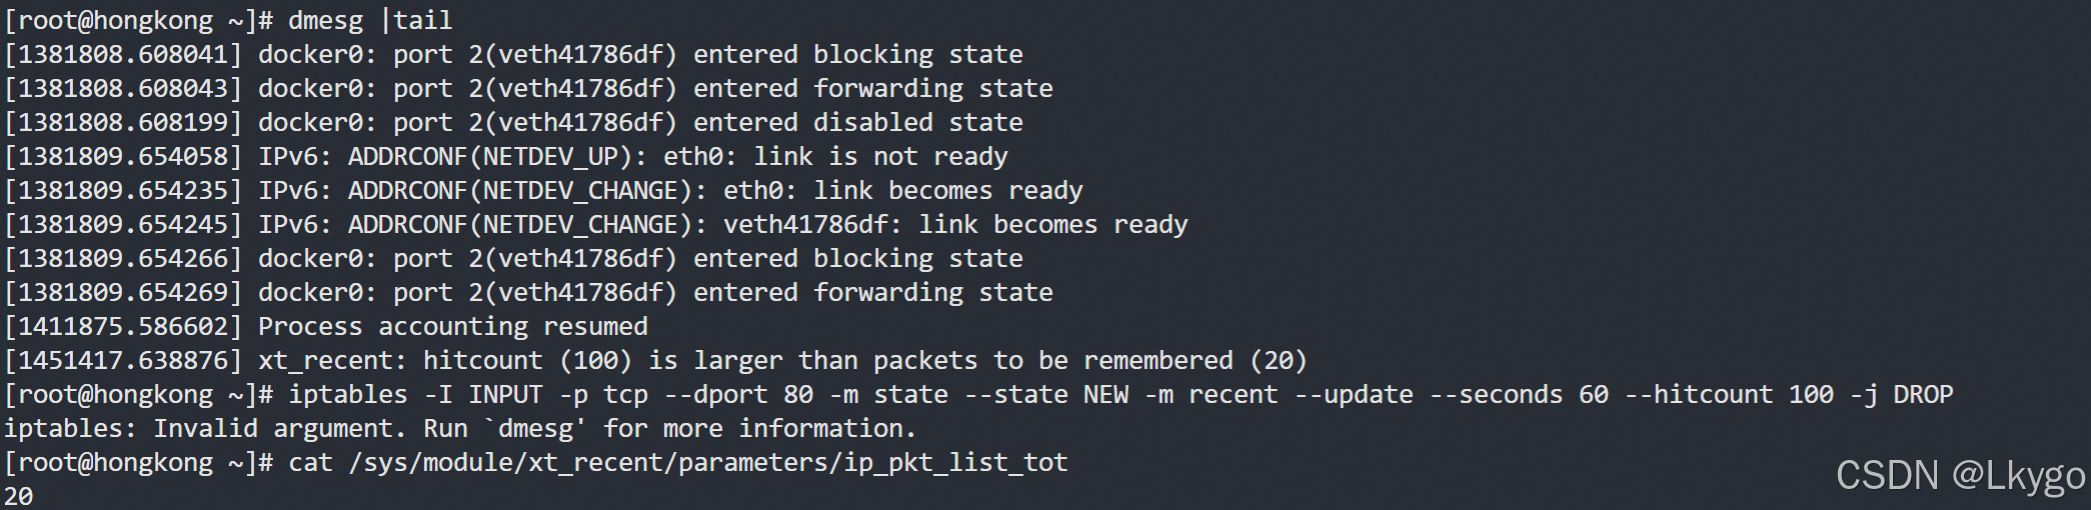 [root@hongkong ~]# dmesg |tail
[1381808.608041] docker0: port 2(veth41786df) entered blocking state
[1381808.608043] docker0: port 2(veth41786df) entered forwarding state
[1381808.608199] docker0: port 2(veth41786df) entered disabled state
[1381809.654058] IPv6: ADDRCONF(NETDEV_UP): eth0: link is not ready
[1381809.654235] IPv6: ADDRCONF(NETDEV_CHANGE): eth0: link becomes ready
[1381809.654245] IPv6: ADDRCONF(NETDEV_CHANGE): veth41786df: link becomes ready
[1381809.654266] docker0: port 2(veth41786df) entered blocking state
[1381809.654269] docker0: port 2(veth41786df) entered forwarding state
[1411875.586602] Process accounting resumed
[1451417.638876] xt_recent: hitcount (100) is larger than packets to be remembered (20)
[root@hongkong ~]# iptables -I INPUT -p tcp --dport 80 -m state --state NEW -m recent --update --seconds 60 --hitcount 100 -j DROP
iptables: Invalid argument. Run `dmesg' for more information.
[root@hongkong ~]# cat /sys/module/xt_recent/parameters/ip_pkt_list_tot
20
CSDN @Lkygo